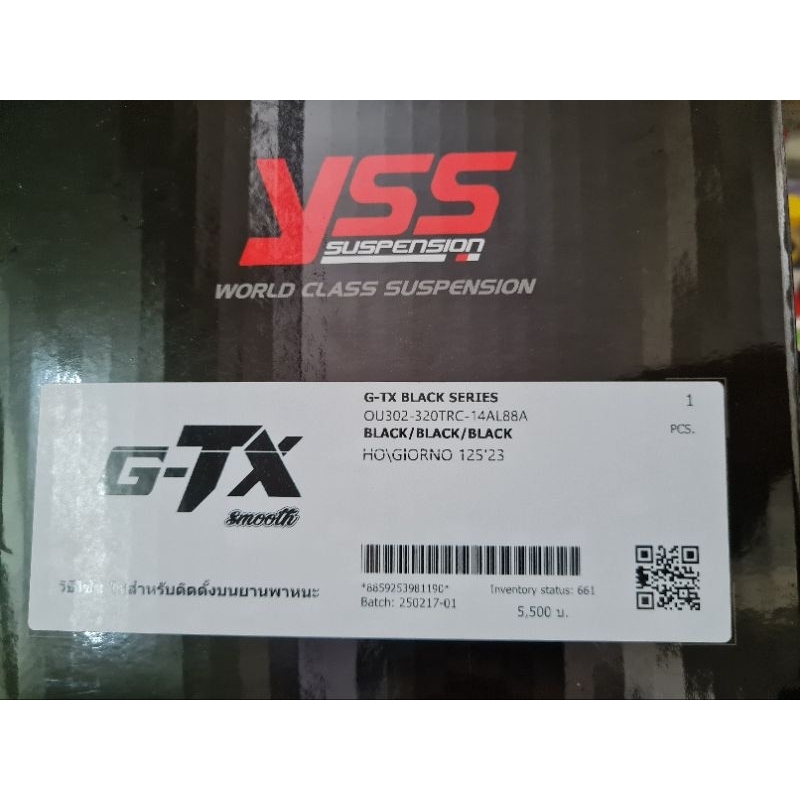 YSS
SUSPENSION
WORLD CLASS SUSPENSION
G-TX BLACK SERIES
OU302-320TRC-14AL88A
BLACK/BLACK/BLACK
HO\GIORNO 125'23
1
PCS.
G-TX
smooth
สำหรับติดตั้งบนยานพาหนะ
*8859253981190*
Inventory status: 661
Batch: 250217-01
5,500 บ.